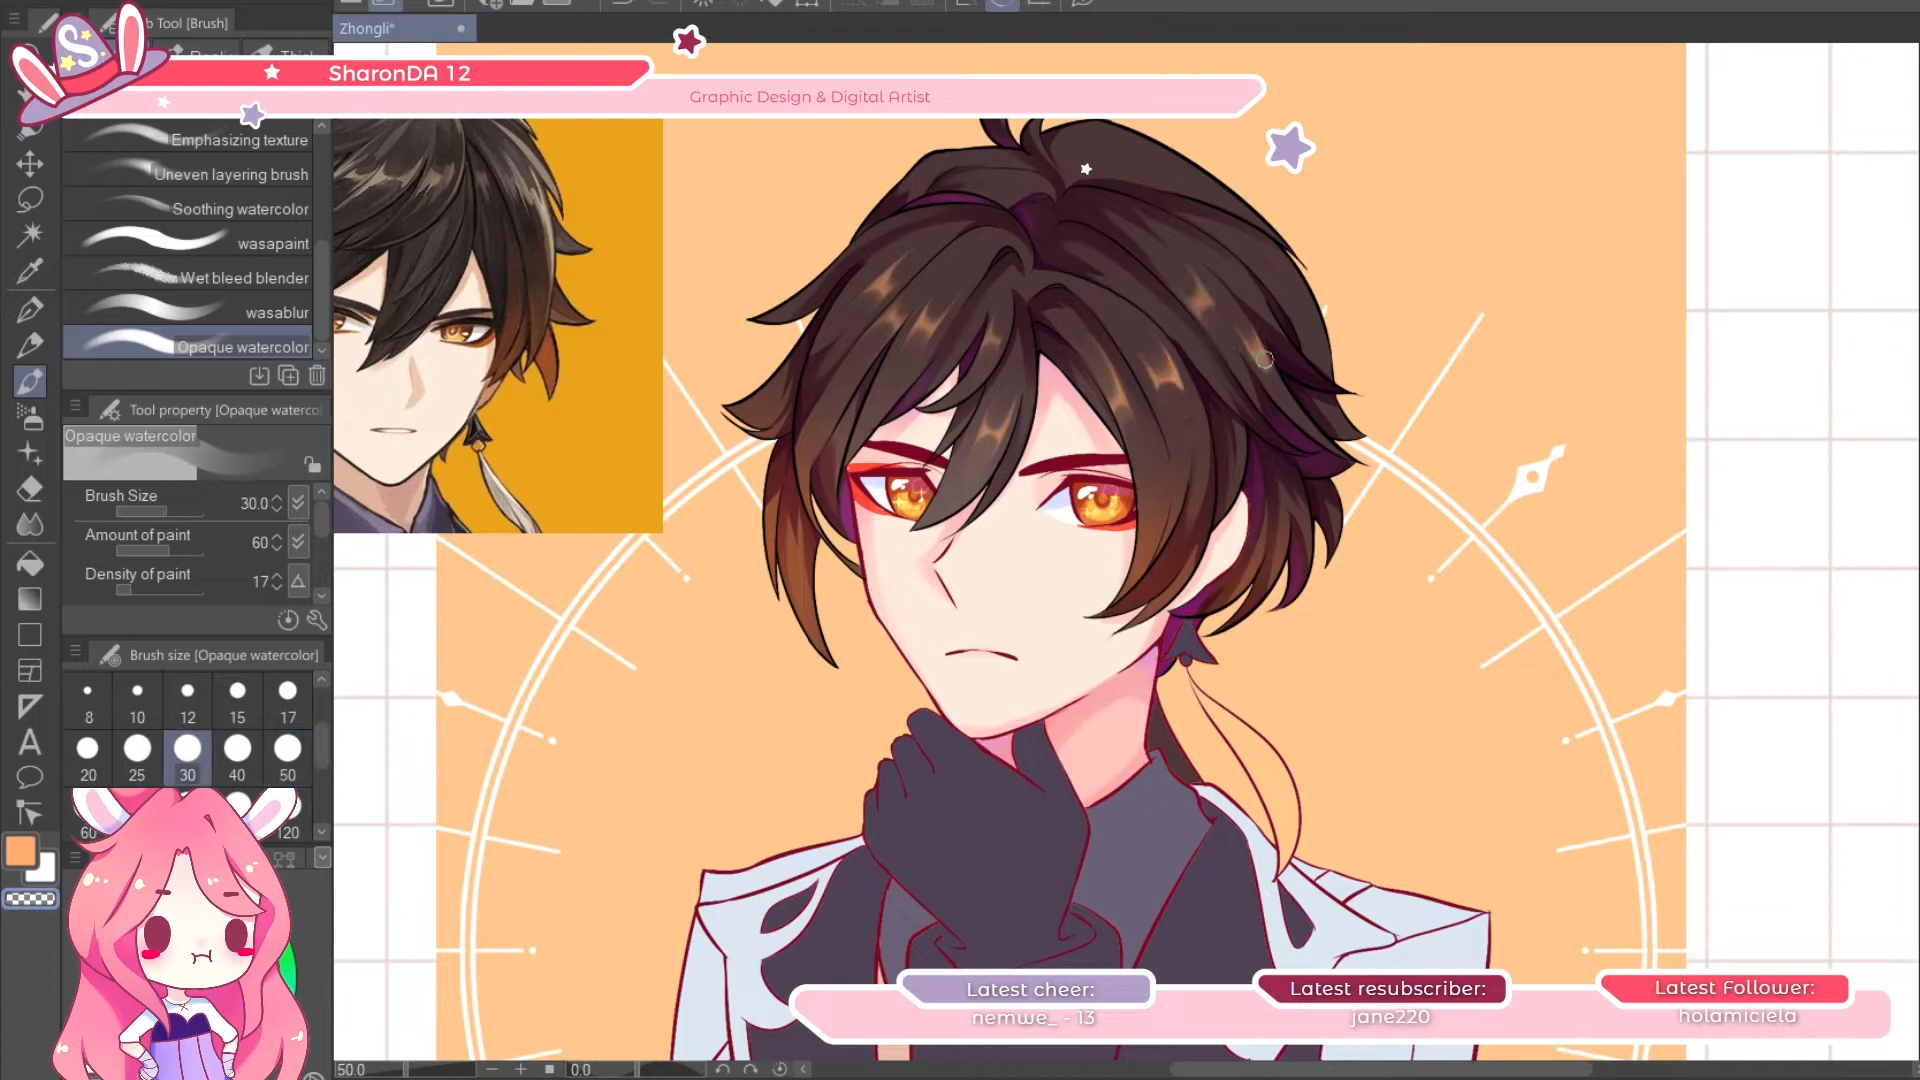 Sub Tool [Brush]
Zhongli*
S
SharonDA 12
Graphic Design & Digital Artist
Emphasizing texture
Uneven layering brush
Soothing watercolor
wasapaint
Wet bleed blender
wasablur
Opaque watercolor
Tool property [Opaque waterco
Opaque watercolor
Brush Size 30.0
Amount of paint 60
Density of paint 17
Brush size [Opaque watercolor]
8 10 12 15 17
20 25 30 40 50
60 120
Latest cheer:
nemwe_ - 13
Latest resubscriber:
jane220
Latest Follower:
holamiciela
50.0 0.0